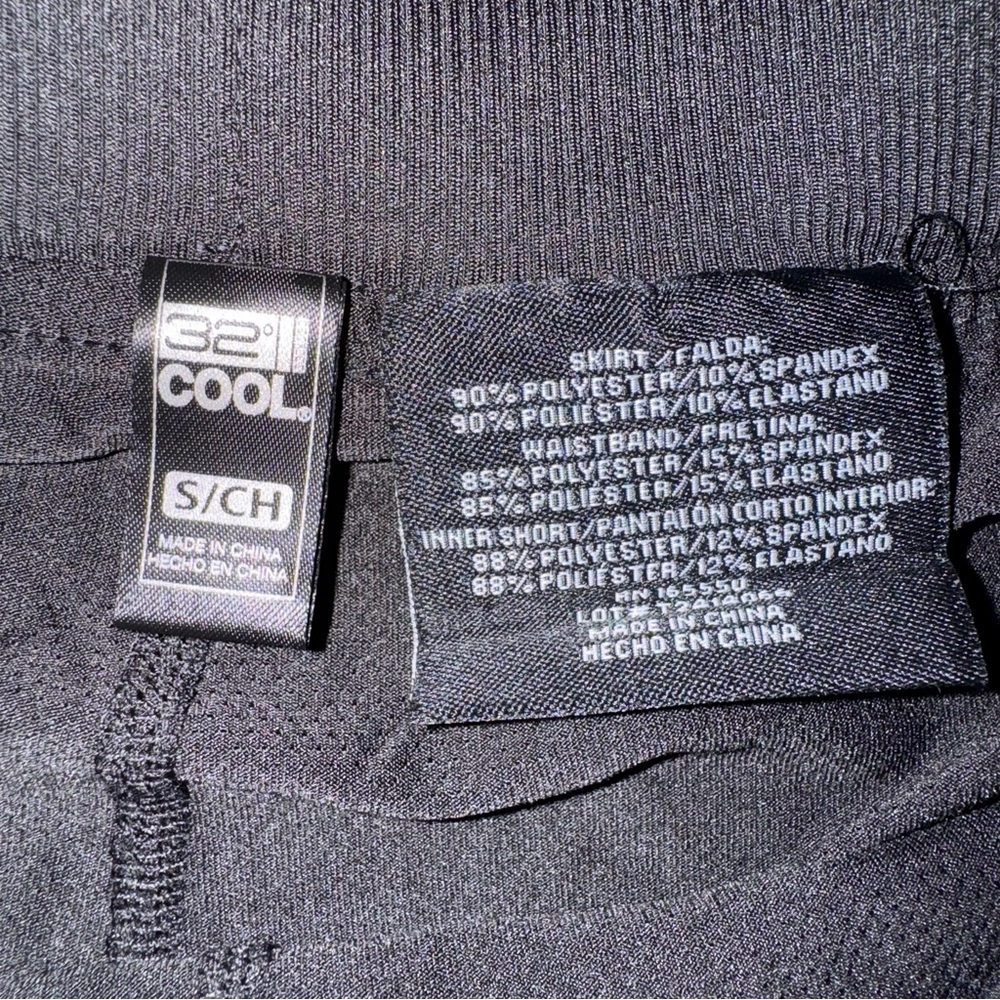 32°
COOL®
S/CH
MADE IN CHINA
HECHO EN CHINA
SKIRT/FALDA:
90% POLYESTER/10% SPANDEX
90% POLIESTER/10% ELASTANO
WAISTBAND/PRETINA:
85% POLYESTER/15% SPANDEX
85% POLIESTER/15% ELASTANO
INNER SHORT/PANTALÓN CORTO INTERIOR:
88% POLYESTER/12% SPANDEX
88% POLIESTER/12% ELASTANO
RN
LOT#
MADE IN CHINA
HECHO EN CHINA